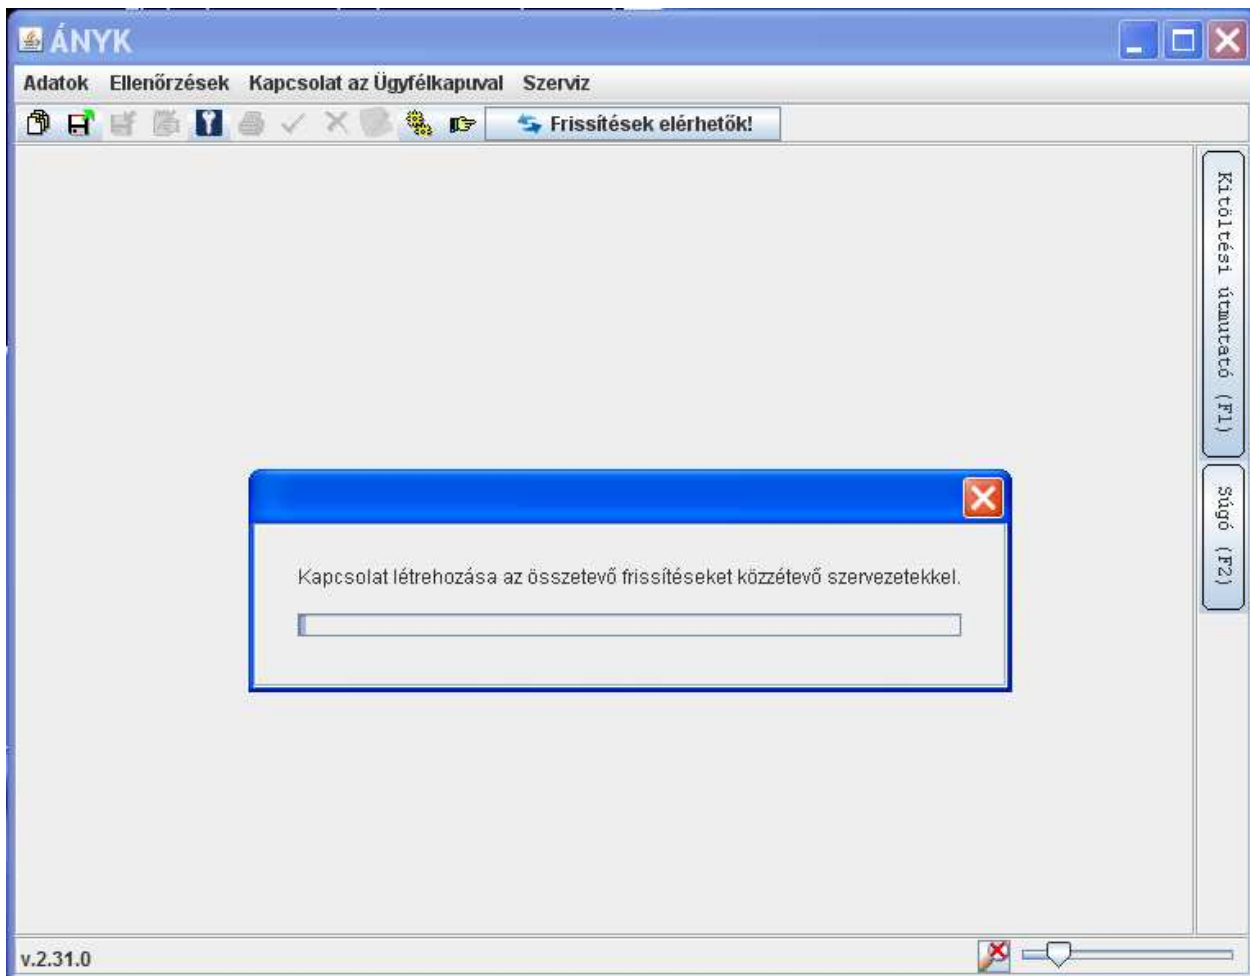 ÁNYK
Adatok Ellenőrzések Kapcsolat az Ügyfélkapuval Szerviz
Frissítések elérhetők!
Kitöltési útmutató (F1)
Súgó (F2)
Kapcsolat létrehozása az összetevő frissítéseket közzétevő szervezetekkel.
v.2.31.0